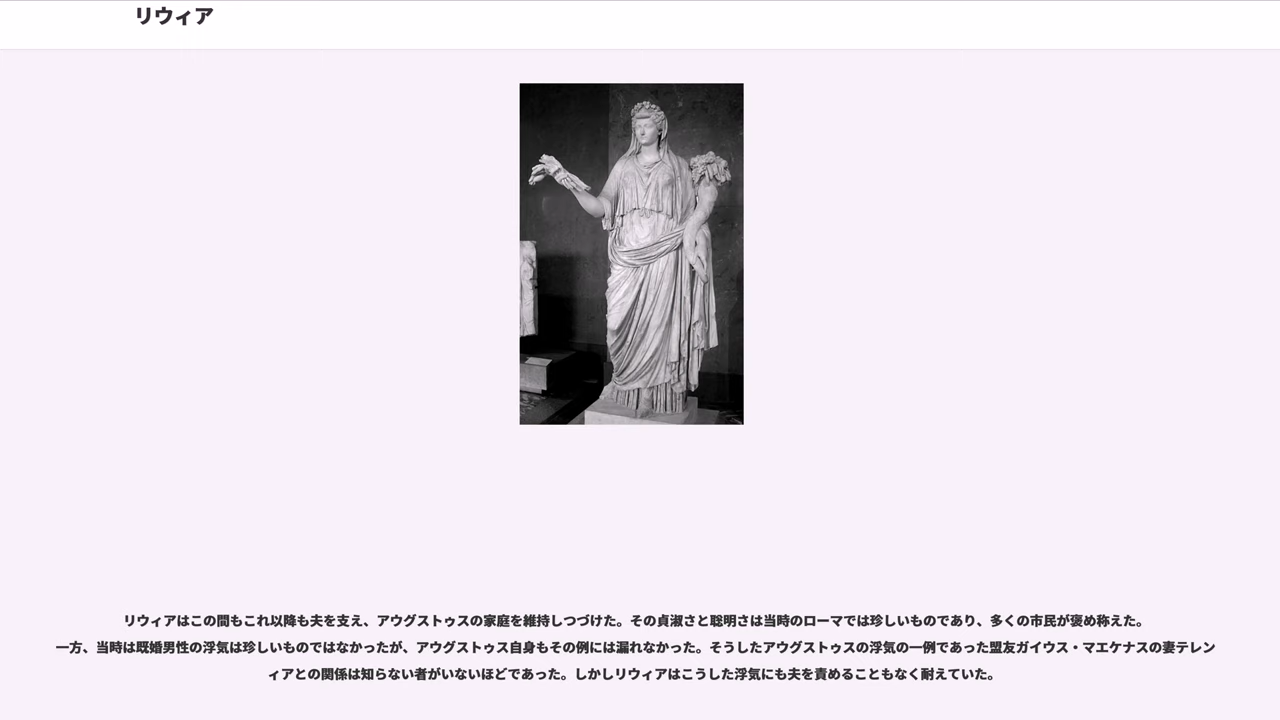 リウィア
リウィアはこの間もこれ以降も夫を支え、アウグストゥスの家庭を維持しつづけた。その貞淑さと聡明さは当時のローマでは珍しいものであり、多くの市民が褒め称えた。
一方、当時は既婚男性の浮気は珍しいものではなかったが、アウグストゥス自身もその例には漏れなかった。そうしたアウグストゥスの浮気の一例であった盟友ガイウス・マエケナスの妻テレン
ィアとの関係は知らない者がいないほどであった。しかしリウィアはこうした浮気にも夫を責めることもなく耐えていた。